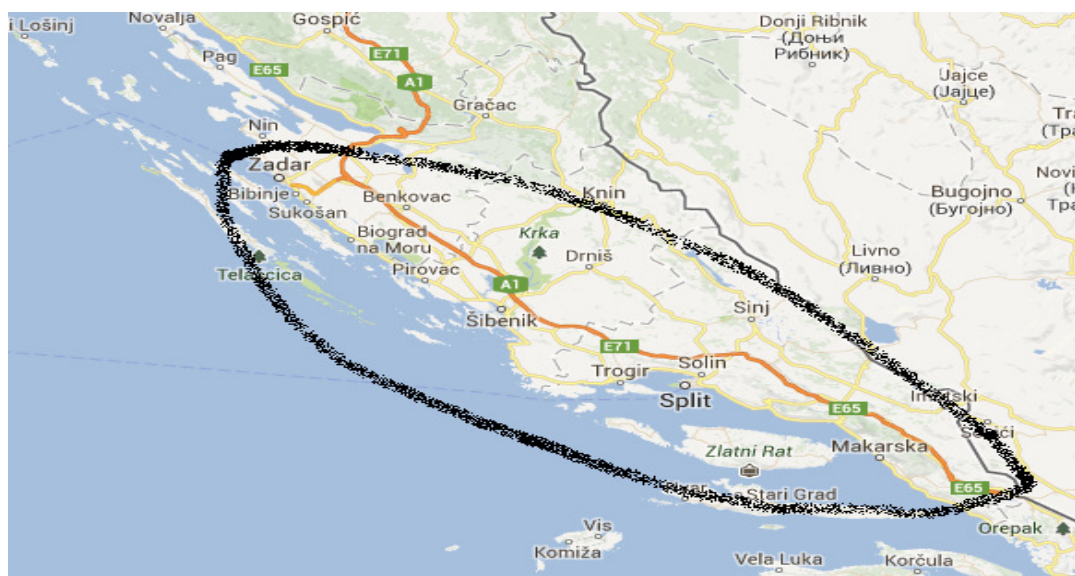 i Lošinj
Novalja
Gospić
Donji Ribnik
(Доњи
Рибник)
E71
Pag
E65
A1
Jajce
(Јајце)
Gračac
Nin
Zadar
Bibinje
Sukošan
Benkovac
Knin
Bugojno
(Бугојно)
Biograd
na Moru
Krka
Drniš
Livno
(Ливно)
Pirovac
A1
Šibenik
Sinj
E71
Solin
Trogir
Split
E65
Zlatni Rat
Makarska
Stari Grad
E65
Orepak
Vis
Komiža
Vela Luka
Korčula